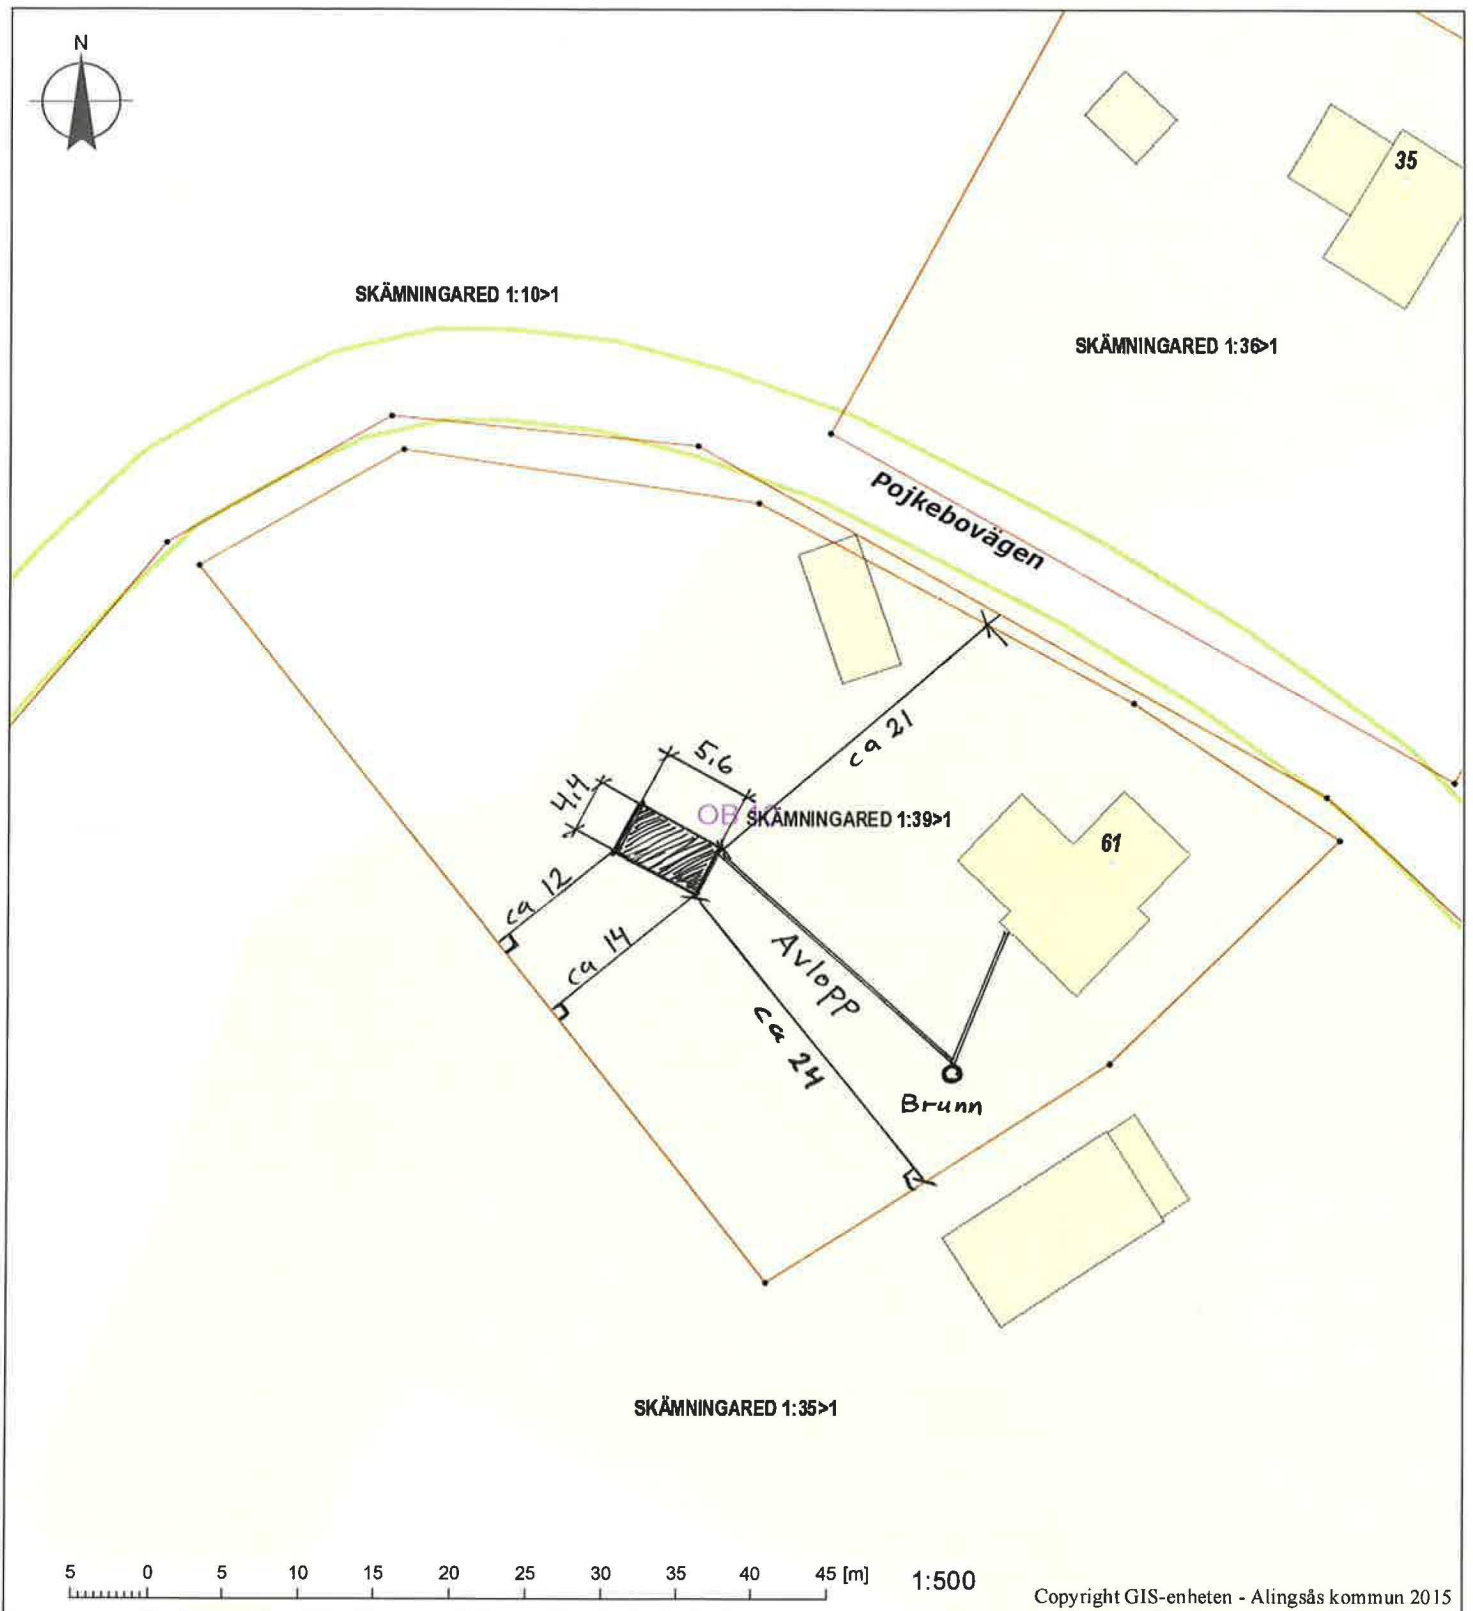 N
35
SKÄMNINGARED 1:10>1
SKÄMNINGARED 1:36>1
Pojkebovägen
ca 21
5,6
4,4
OB
SKÄMNINGARED 1:39>1
61
ca 12
ca 14
Avlopp
ca 24
Brunn
SKÄMNINGARED 1:35>1
5 0 5 10 15 20 25 30 35 40 45 [m]
1:500
Copyright GIS-enheten - Alingsås kommun 2015